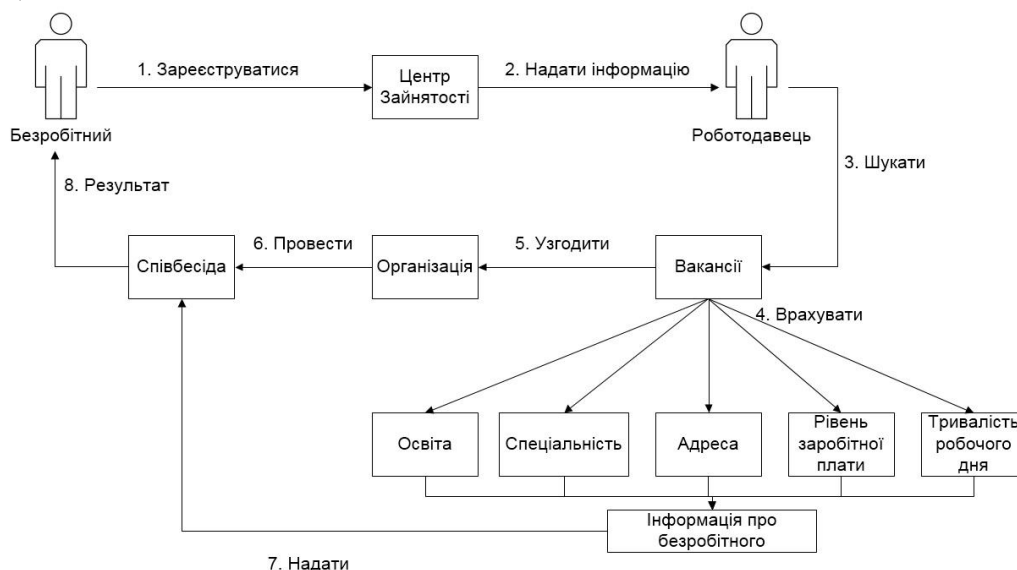 1. Зареєструватися
Центр
Зайнятості
2. Надати інформацію
Безробітний
Роботодавець
3. Шукати
8. Результат
Співбесіда
6. Провести
Організація
5. Узгодити
Вакансії
4. Врахувати
Освіта
Спеціальність
Адреса
Рівень
заробітної
плати
Тривалість
робочого
дня
Інформація про
безробітного
7. Надати